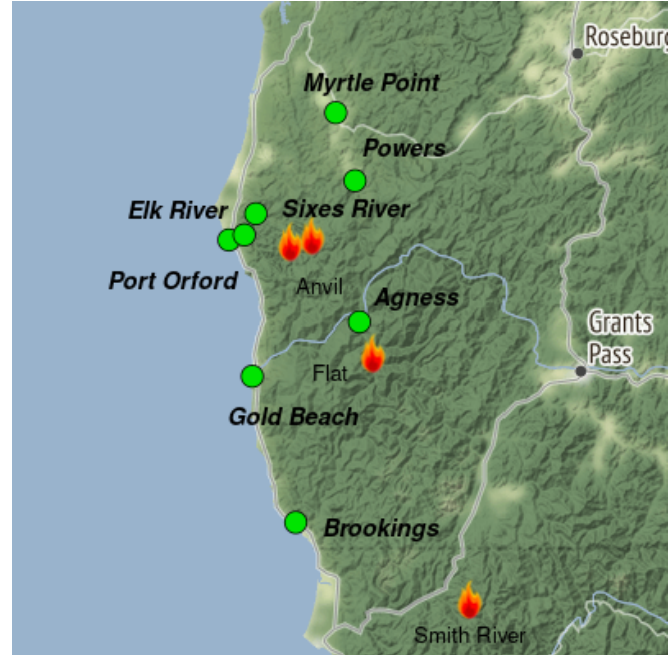 Roseburg
Myrtle Point
Powers
Elk River
Sixes River
Port Orford
Anvil
Agness
Grants
Pass
Flat
Gold Beach
Brookings
Smith River